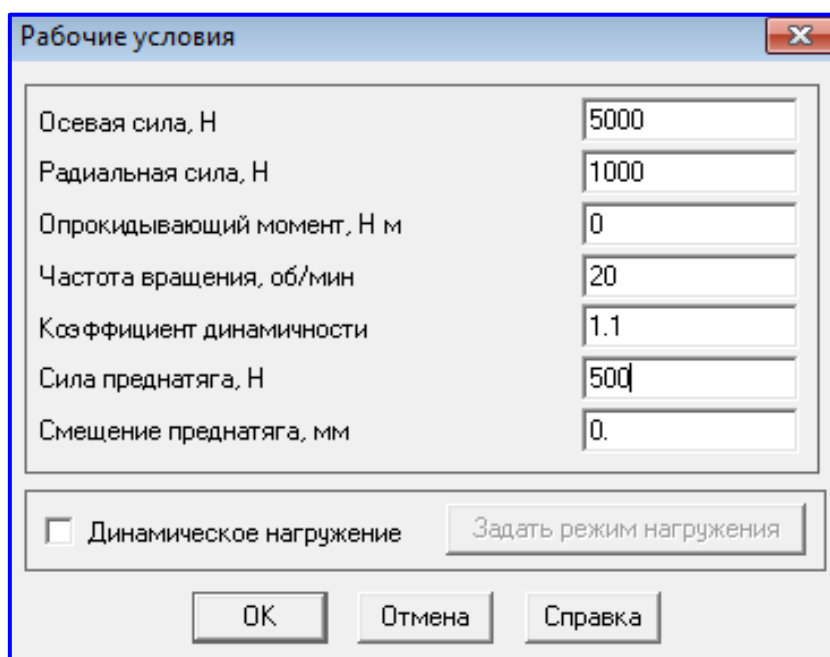 Рабочие условия
Осевая сила, Н 5000
Радиальная сила, Н 1000
Опрокидывающий момент, Н м 0
Частота вращения, об/мин 20
Коэффициент динамичности 1.1
Сила преднатяга, Н 500
Смещение преднатяга, мм 0.
Динамическое нагружение Задать режим нагружения
OK Отмена Справка